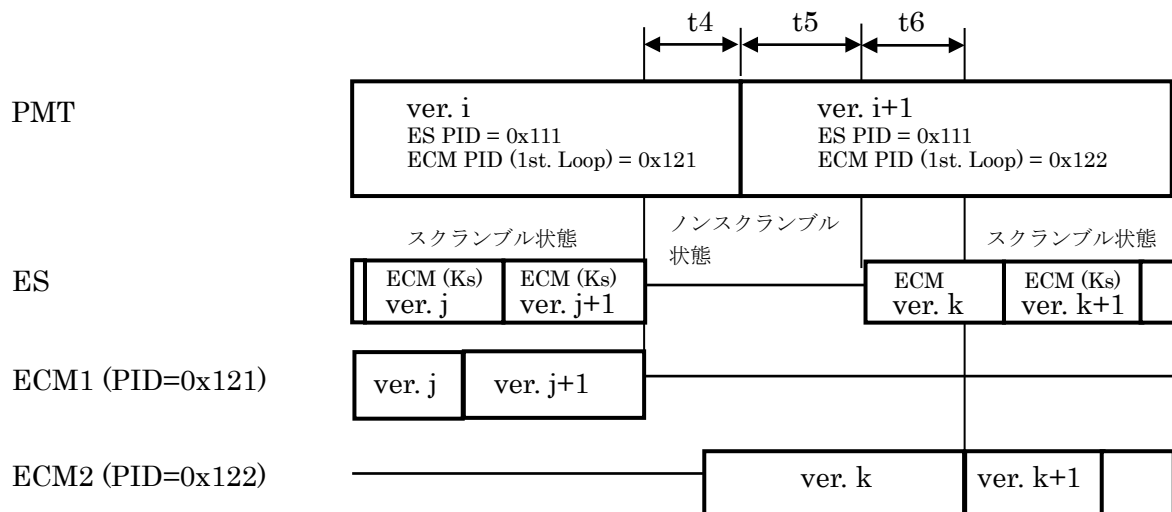 t4 t5 t6
PMT
ver. i
ES PID = 0x111
ECM PID (1st. Loop) = 0x121
ver. i+1
ES PID = 0x111
ECM PID (1st. Loop) = 0x122
スクランブル状態
ノンスクランブル
状態
スクランブル状態
ES
ECM (Ks)
ver. j
ECM (Ks)
ver. j+1
ECM
ver. k
ECM (Ks)
ver. k+1
ECM1 (PID=0x121)
ver. j
ver. j+1
ECM2 (PID=0x122)
ver. k
ver. k+1